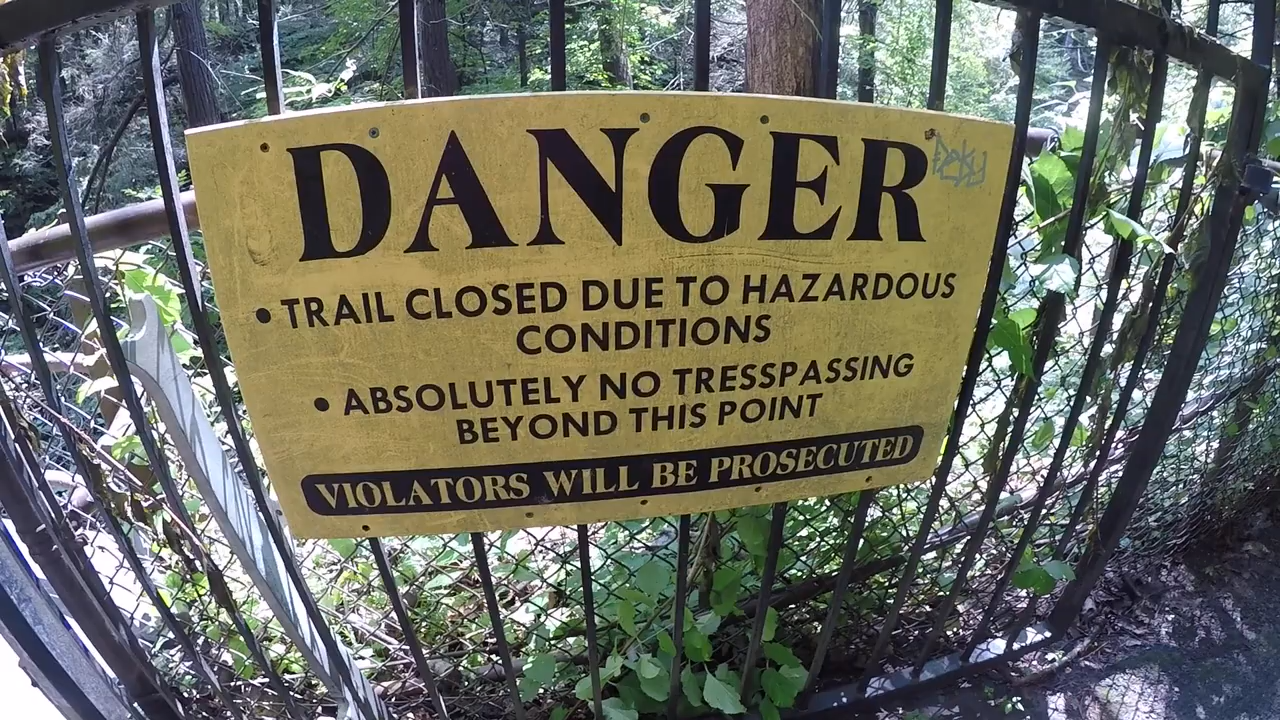 DANGER
• TRAIL CLOSED DUE TO HAZARDOUS
CONDITIONS
• ABSOLUTELY NO TRESSPASSING
BEYOND THIS POINT
VIOLATORS WILL BE PROSECUTED